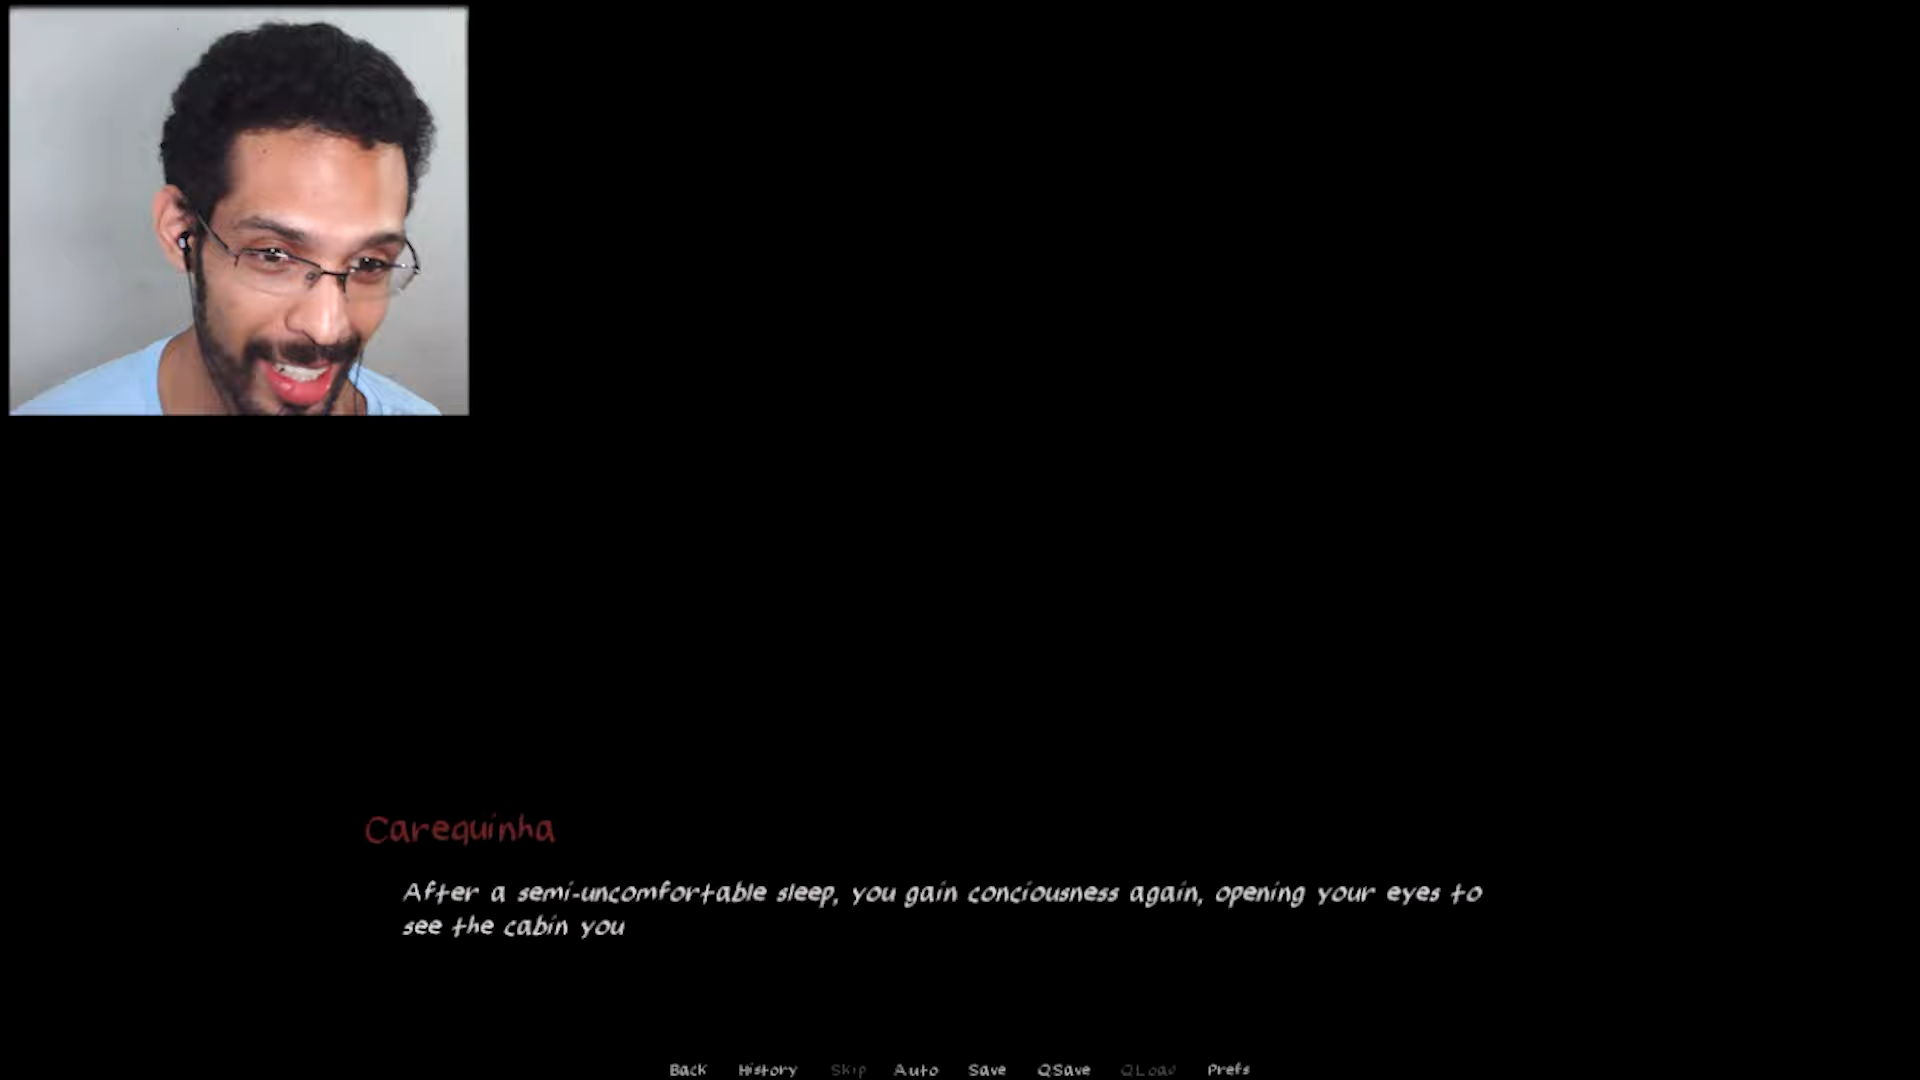 Carequinha
After a semi-uncomfortable sleep, you gain conciousness again, opening your eyes to
see the cabin you
Back History Skip Auto Save QSave QLoad Prefs